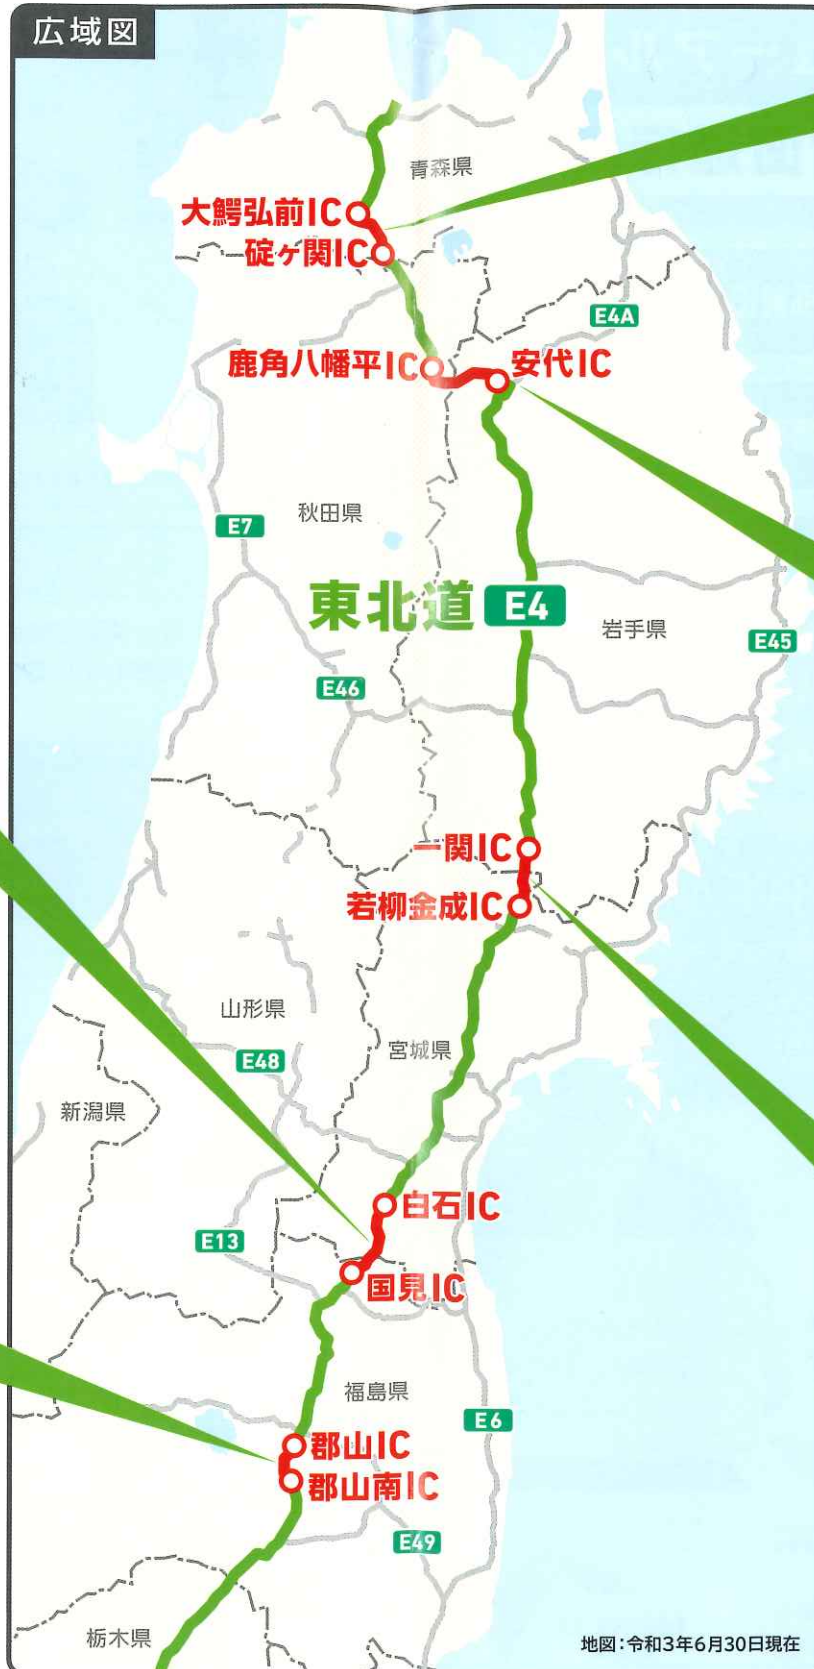 広域図
青森県
大鰐弘前IC
碇ヶ関IC
E4A
鹿角八幡平IC
安代IC
秋田県
E7
東北道 E4
岩手県
E45
E46
一関IC
若柳金成IC
山形県
宮城県
E48
新潟県
白石IC
E13
国見IC
福島県
E6
郡山IC
郡山南IC
E49
栃木県
地図：令和3年6月30日現在